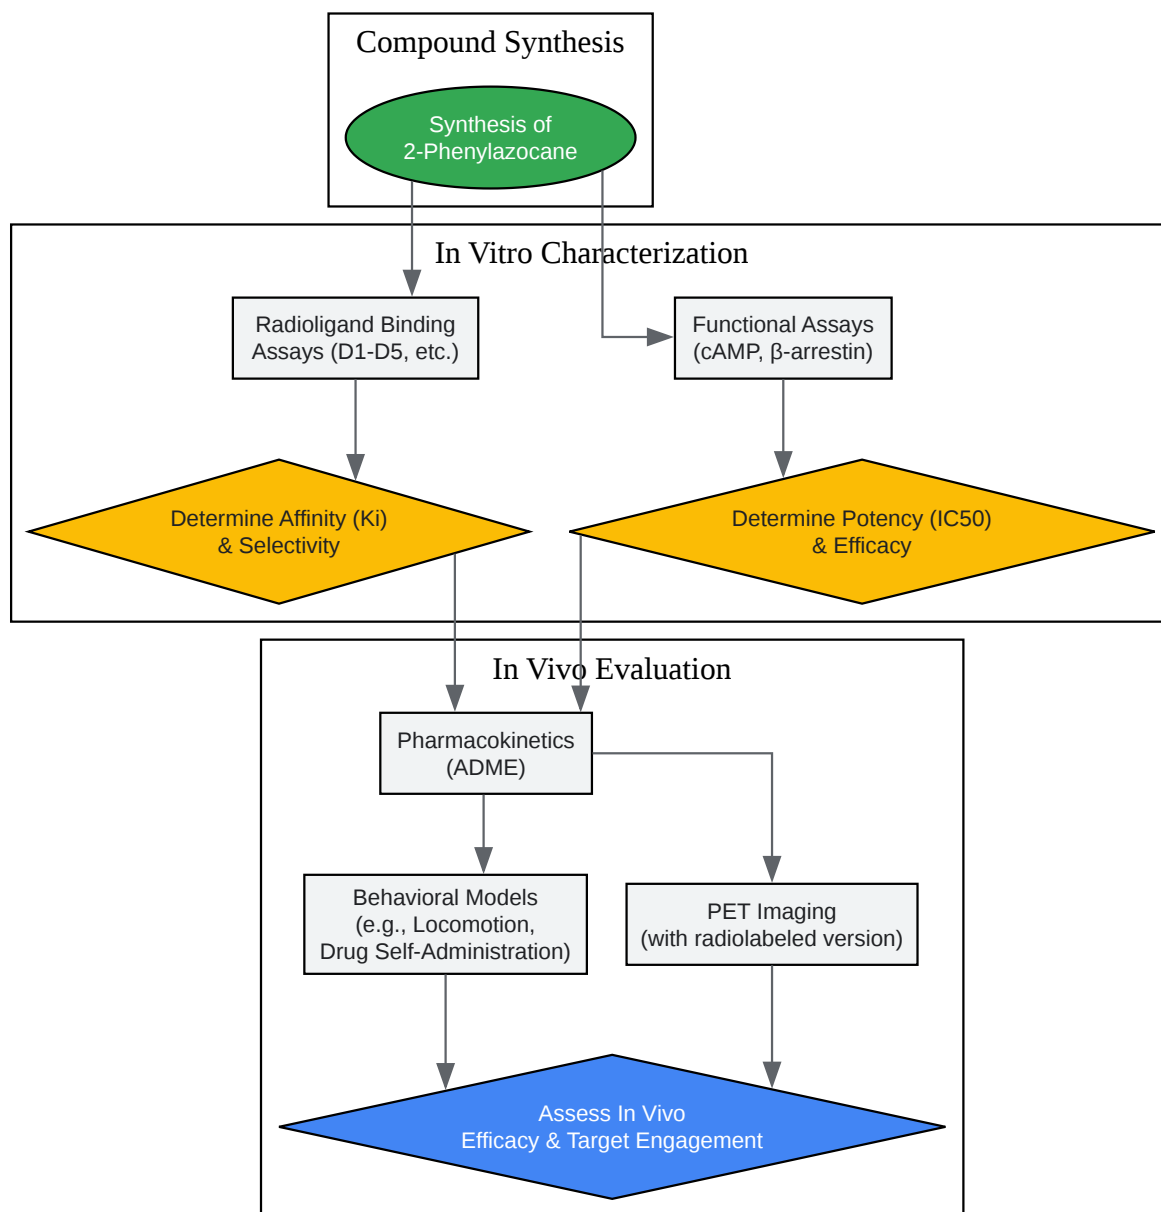 Compound Synthesis
Synthesis of
2-Phenylazocane
In Vitro Characterization
Radioligand Binding
Assays (D1-D5, etc.)
Functional Assays
(cAMP, β-arrestin)
Determine Affinity (Ki)
& Selectivity
Determine Potency (IC50)
& Efficacy
In Vivo Evaluation
Pharmacokinetics
(ADME)
Behavioral Models
(e.g., Locomotion,
Drug Self-Administration)
PET Imaging
(with radiolabeled version)
Assess In Vivo
Efficacy & Target Engagement